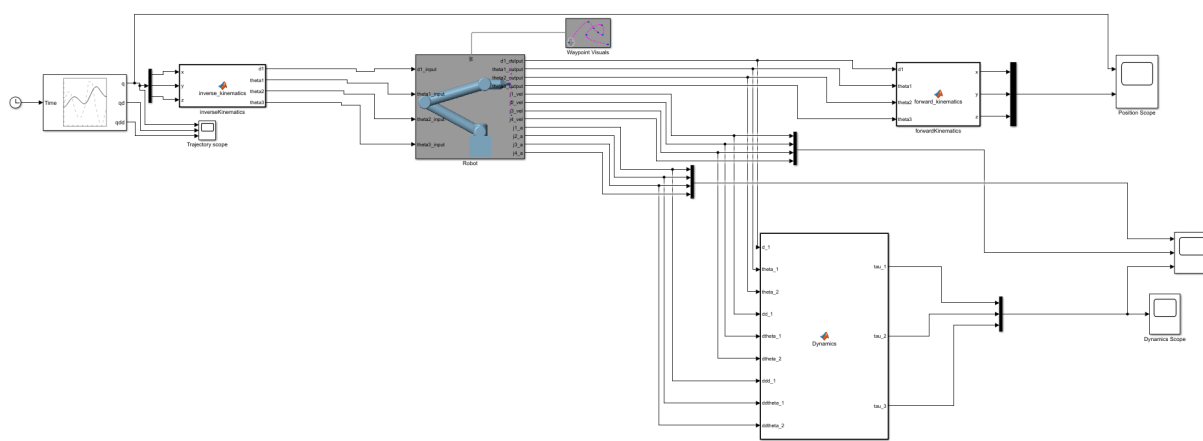 Time
q
qd
qdd
x
y
z
inverse_kinematics
d1
theta1
theta2
theta3
inverseKinematics
Trajectory scope
d1_input
theta1_input
theta2_input
theta3_input
d1_output
theta1_output
theta2_output
theta3_output
j1_vel
j2_vel
j3_vel
j4_vel
j1_a
j2_a
j3_a
j4_a
Robot
Waypoint Visuals
d1
theta1
theta2
theta3
forward_kinematics
x
y
z
forwardKinematics
Position Scope
d_1
theta_1
theta_2
dd_1
dtheta_1
dtheta_2
ddd_1
ddtheta_1
ddtheta_2
Dynamics
tau_1
tau_2
tau_3
Dynamics Scope